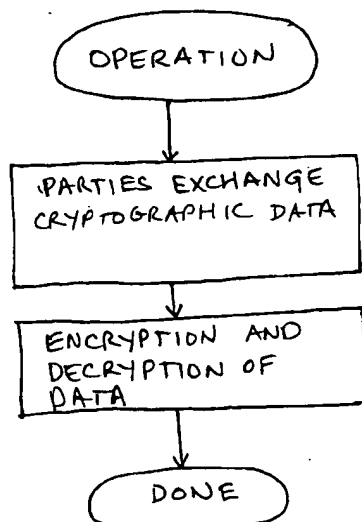 OPERATION
PARTIES EXCHANGE
CRYPTOGRAPHIC DATA
ENCRYPTION AND
DECRYPTION OF
DATA
DONE